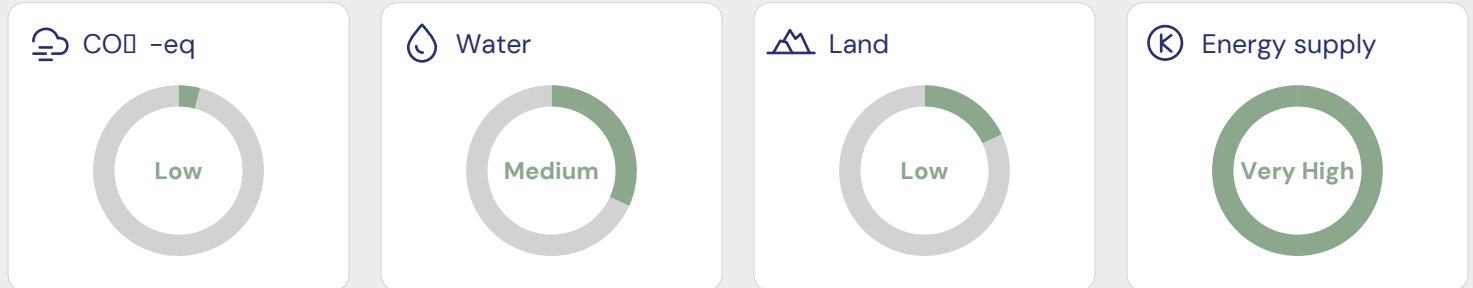 CO▯ -eq
Low
Water
Medium
Land
Low
Energy supply
Very High